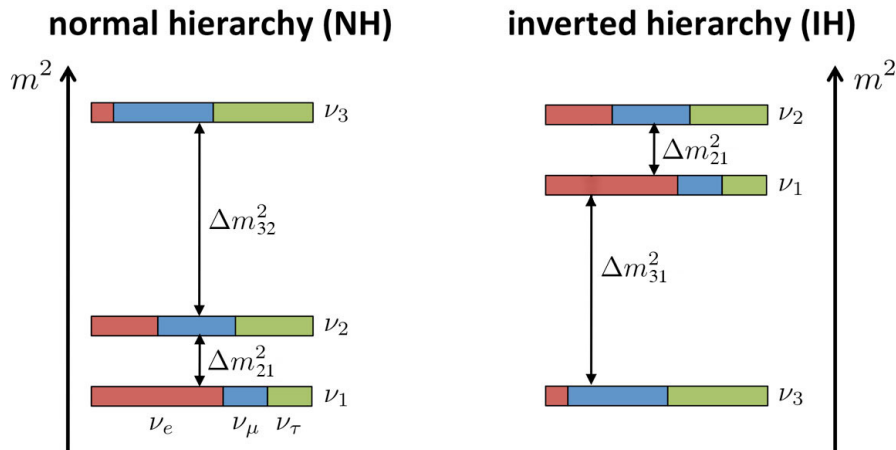 normal hierarchy (NH)
m²
ν₃
Δm²₃₂
ν₂
Δm²₂₁
ν₁
νₑ ν_μ ν_τ
inverted hierarchy (IH)
m²
ν₂
Δm²₂₁
ν₁
Δm²₃₁
ν₃